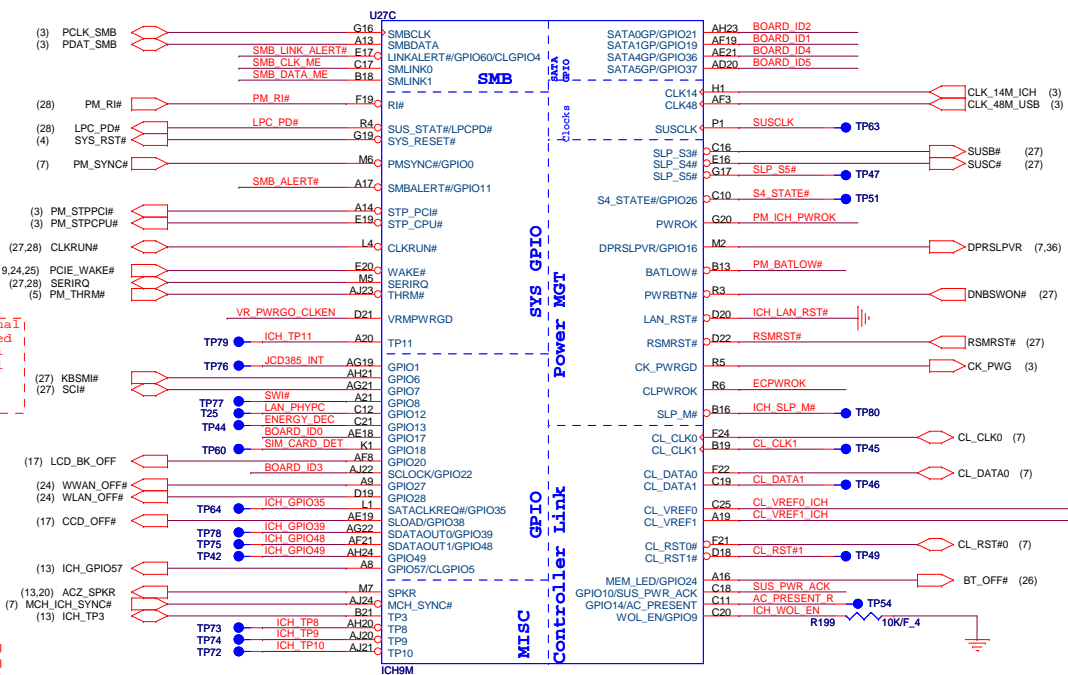 U27C
(3) PCLK_SMB G16 SMBCLK
(3) PDAT_SMB A13 SMBDATA
SMB_LINK_ALERT# E17 LINKALERT#/GPIO60/CLGPIO4
SMB_CLK_ME C17 SMLINK0
SMB_DATA_ME B18 SMLINK1
SMB
(28) PM_RI# PM_RI# F19 RI#
(28) LPC_PD# LPC_PD# R4 SUS_STAT#/LPCPD#
(4) SYS_RST# G19 SYS_RESET#
(7) PM_SYNC# M6 PMSYNC#/GPIO0
SMB_ALERT# A17 SMBALERT#/GPIO11
(3) PM_STPPCI# A14 STP_PCI#
(3) PM_STPCPU# E19 STP_CPU#
(27,28) CLKRUN# L4 CLKRUN#
9,24,25) PCIE_WAKE# E20 WAKE#
(27,28) SERIRQ M5 SERIRQ
(5) PM_THRM# AJ23 THRM#
VR_PWRGO_CLKEN D21 VRMPWRGD
TP79 ICH_TP11 A20 TP11
SYS GPIO
TP76 JCD385_INT AG19 GPIO1
(27) KBSMI# AH21 GPIO6
(27) SCI# AG21 GPIO7
TP77 SWI# A21 GPIO8
T25 LAN_PHYPC C12 GPIO12
TP44 ENERGY_DEC C21 GPIO13
BOARD_ID0 AE18 GPIO17
TP60 SIM_CARD_DET K1 GPIO18
(17) LCD_BK_OFF AF8 GPIO20
BOARD_ID3 AJ22 SCLOCK/GPIO22
(24) WWAN_OFF# A9 GPIO27
(24) WLAN_OFF# D19 GPIO28
TP64 ICH_GPIO35 L1 SATACLKREQ#/GPIO35
(17) CCD_OFF# AE19 SLOAD/GPIO38
TP78 ICH_GPIO39 AG22 SDATAOUT0/GPIO39
TP75 ICH_GPIO48 AF21 SDATAOUT1/GPIO48
TP42 ICH_GPIO49 AH24 GPIO49
(13) ICH_GPIO57 A8 GPIO57/CLGPIO5
GPIO
(13,20) ACZ_SPKR M7 SPKR
(7) MCH_ICH_SYNC# AJ24 MCH_SYNC#
(13) ICH_TP3 B21 TP3
TP73 ICH_TP8 AH20 TP8
TP74 ICH_TP9 AJ20 TP9
TP72 ICH_TP10 AJ21 TP10
MISC
ICH9M
SATA GPIO
SATA0GP/GPIO21 AH23 BOARD_ID2
SATA1GP/GPIO19 AF19 BOARD_ID1
SATA4GP/GPIO36 AE21 BOARD_ID4
SATA5GP/GPIO37 AD20 BOARD_ID5
Clocks
CLK14 H1 CLK_14M_ICH (3)
CLK48 AF3 CLK_48M_USB (3)
SUSCLK P1 SUSCLK TP63
SLP_S3# C16 SUSB# (27)
SLP_S4# E16 SUSC# (27)
SLP_S5# G17 SLP_S5# TP47
S4_STATE#/GPIO26 C10 S4_STATE# TP51
PWROK G20 PM_ICH_PWROK
DPRSLPVR/GPIO16 M2 DPRSLPVR (7,36)
BATLOW# B13 PM_BATLOW#
PWRBTN# R3 DNBSWON# (27)
LAN_RST# D20 ICH_LAN_RST#
RSMRST# D22 RSMRST# RSMRST# (27)
CK_PWRGD R5 CK_PWG (3)
CLPWROK R6 ECPWROK
SLP_M# B16 ICH_SLP_M# TP80
Power MGT
CL_CLK0 F24 CL_CLK0 (7)
CL_CLK1 B19 CL_CLK1 TP45
CL_DATA0 F22 CL_DATA0 (7)
CL_DATA1 C19 CL_DATA1 TP46
CL_VREF0 C25 CL_VREF0_ICH
CL_VREF1 A19 CL_VREF1_ICH
CL_RST0# F21 CL_RST#0 (7)
CL_RST1# D18 CL_RST#1 TP49
MEM_LED/GPIO24 A16 BT_OFF# (26)
GPIO10/SUS_PWR_ACK C18 SUS_PWR_ACK
GPIO14/AC_PRESENT C11 AC_PRESENT_R TP54
WOL_EN/GPIO9 C20 ICH_WOL_EN
R199 10K/F_4
Controller Link